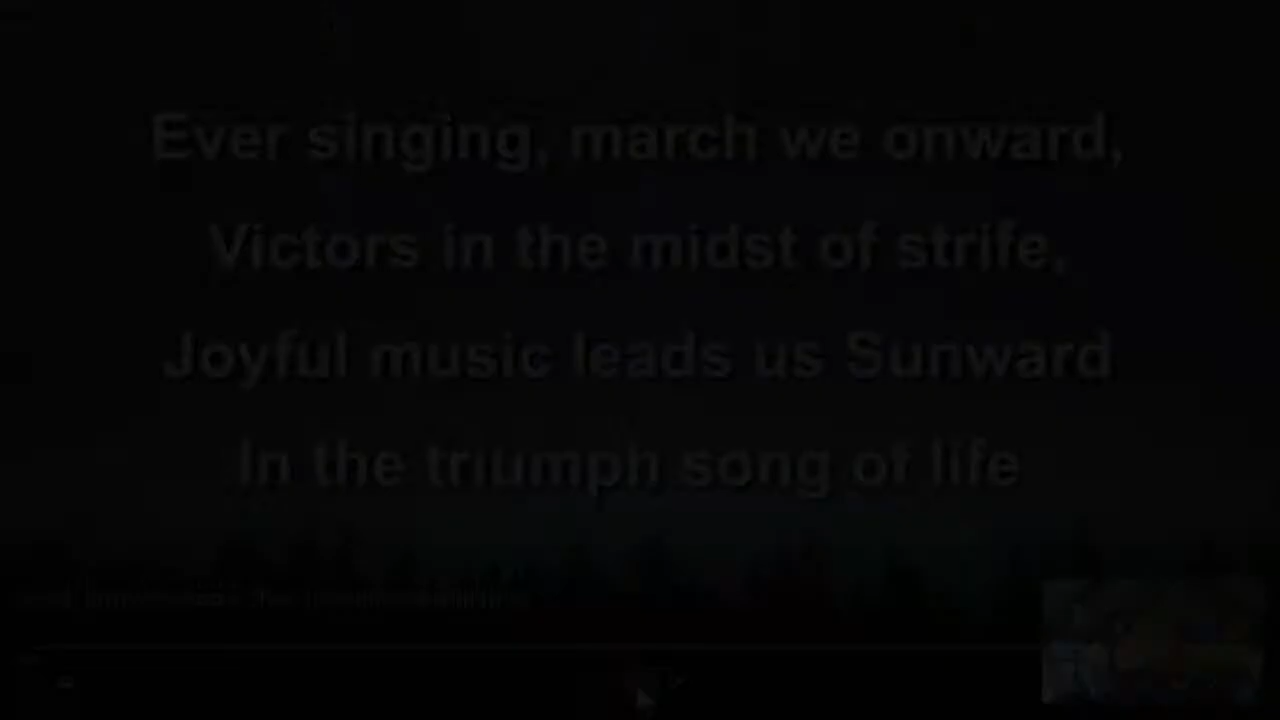 Ever singing, march we onward,
Victors in the midst of strife,
Joyful music leads us Sunward
In the triumph song of life